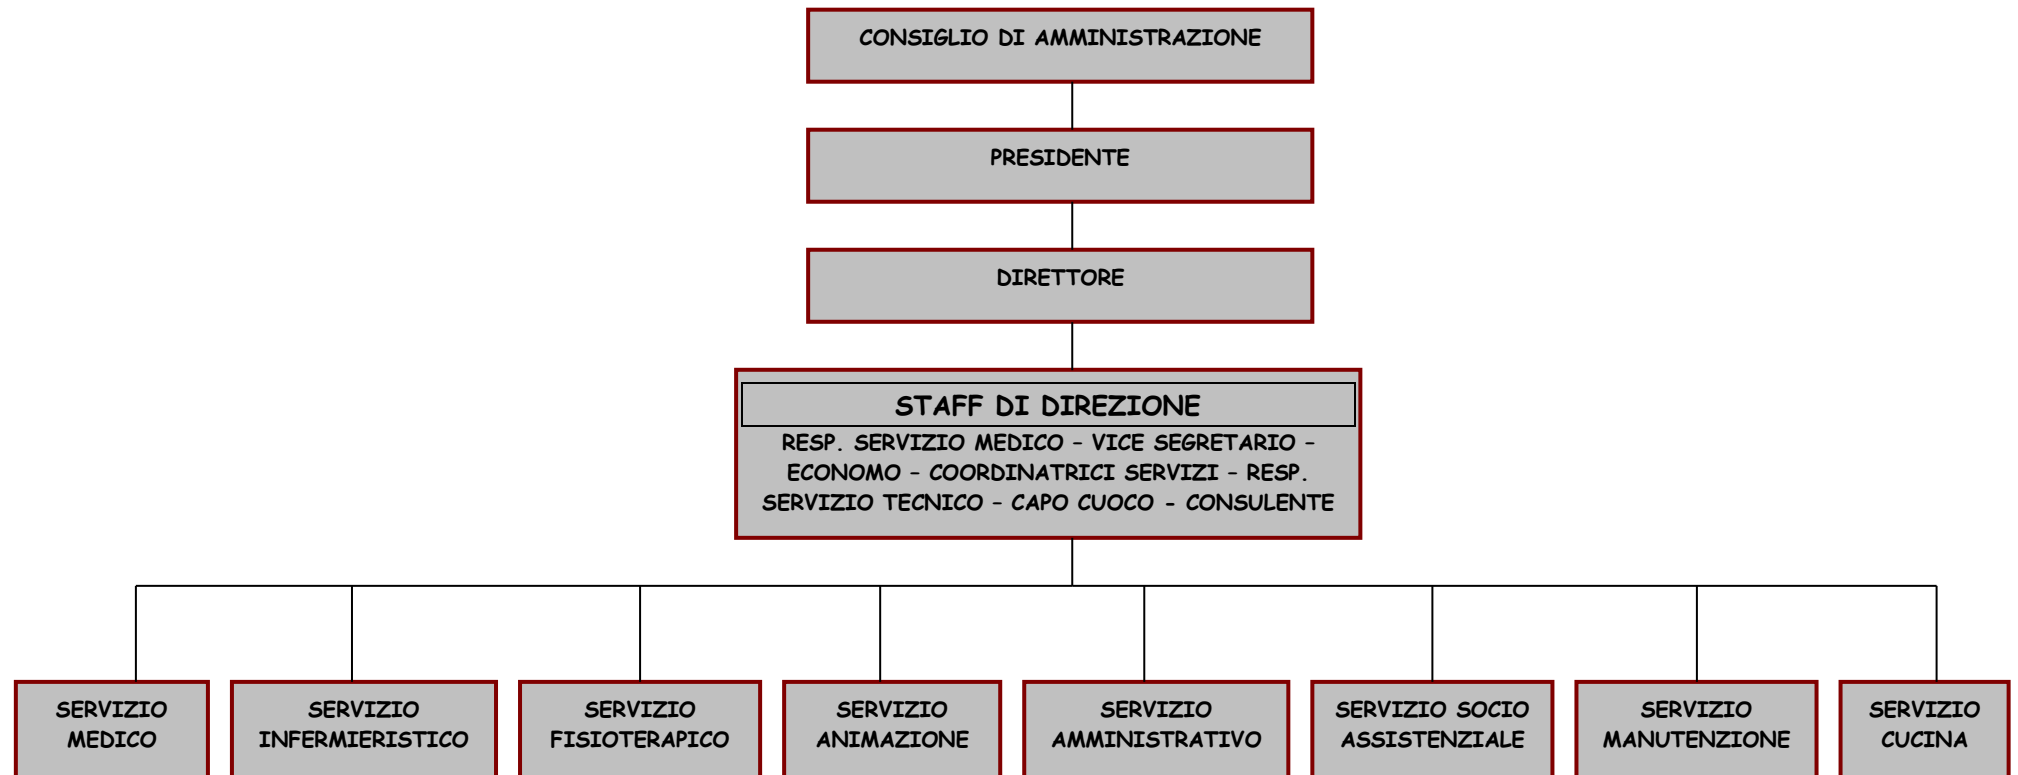 CONSIGLIO DI AMMINISTRAZIONE
PRESIDENTE
DIRETTORE
STAFF DI DIREZIONE
RESP. SERVIZIO MEDICO – VICE SEGRETARIO –
ECONOMO – COORDINATRICI SERVIZI – RESP.
SERVIZIO TECNICO – CAPO CUOCO - CONSULENTE
SERVIZIO
MEDICO
SERVIZIO
INFERMIERISTICO
SERVIZIO
FISIOTERAPICO
SERVIZIO
ANIMAZIONE
SERVIZIO
AMMINISTRATIVO
SERVIZIO SOCIO
ASSISTENZIALE
SERVIZIO
MANUTENZIONE
SERVIZIO
CUCINA